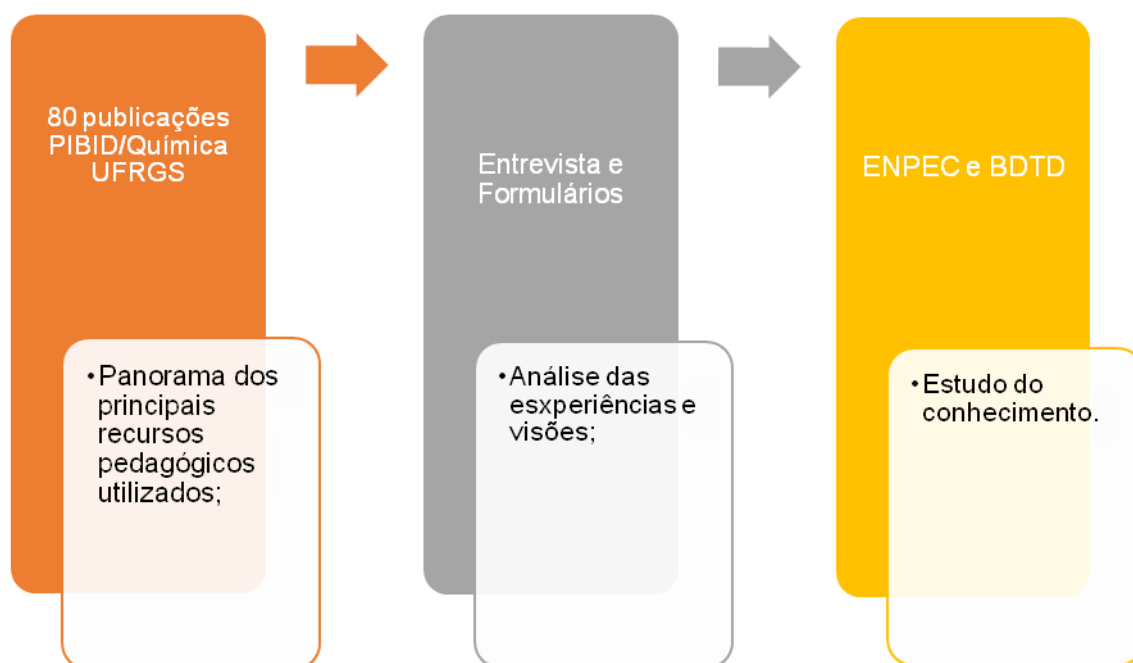 80 publicações
PIBID/Química
UFRGS
•Panorama dos
principais
recursos
pedagógicos
utilizados;
Entrevista e
Formulários
•Análise das
esxperiências e
visões;
ENPEC e BDTD
•Estudo do
conhecimento.